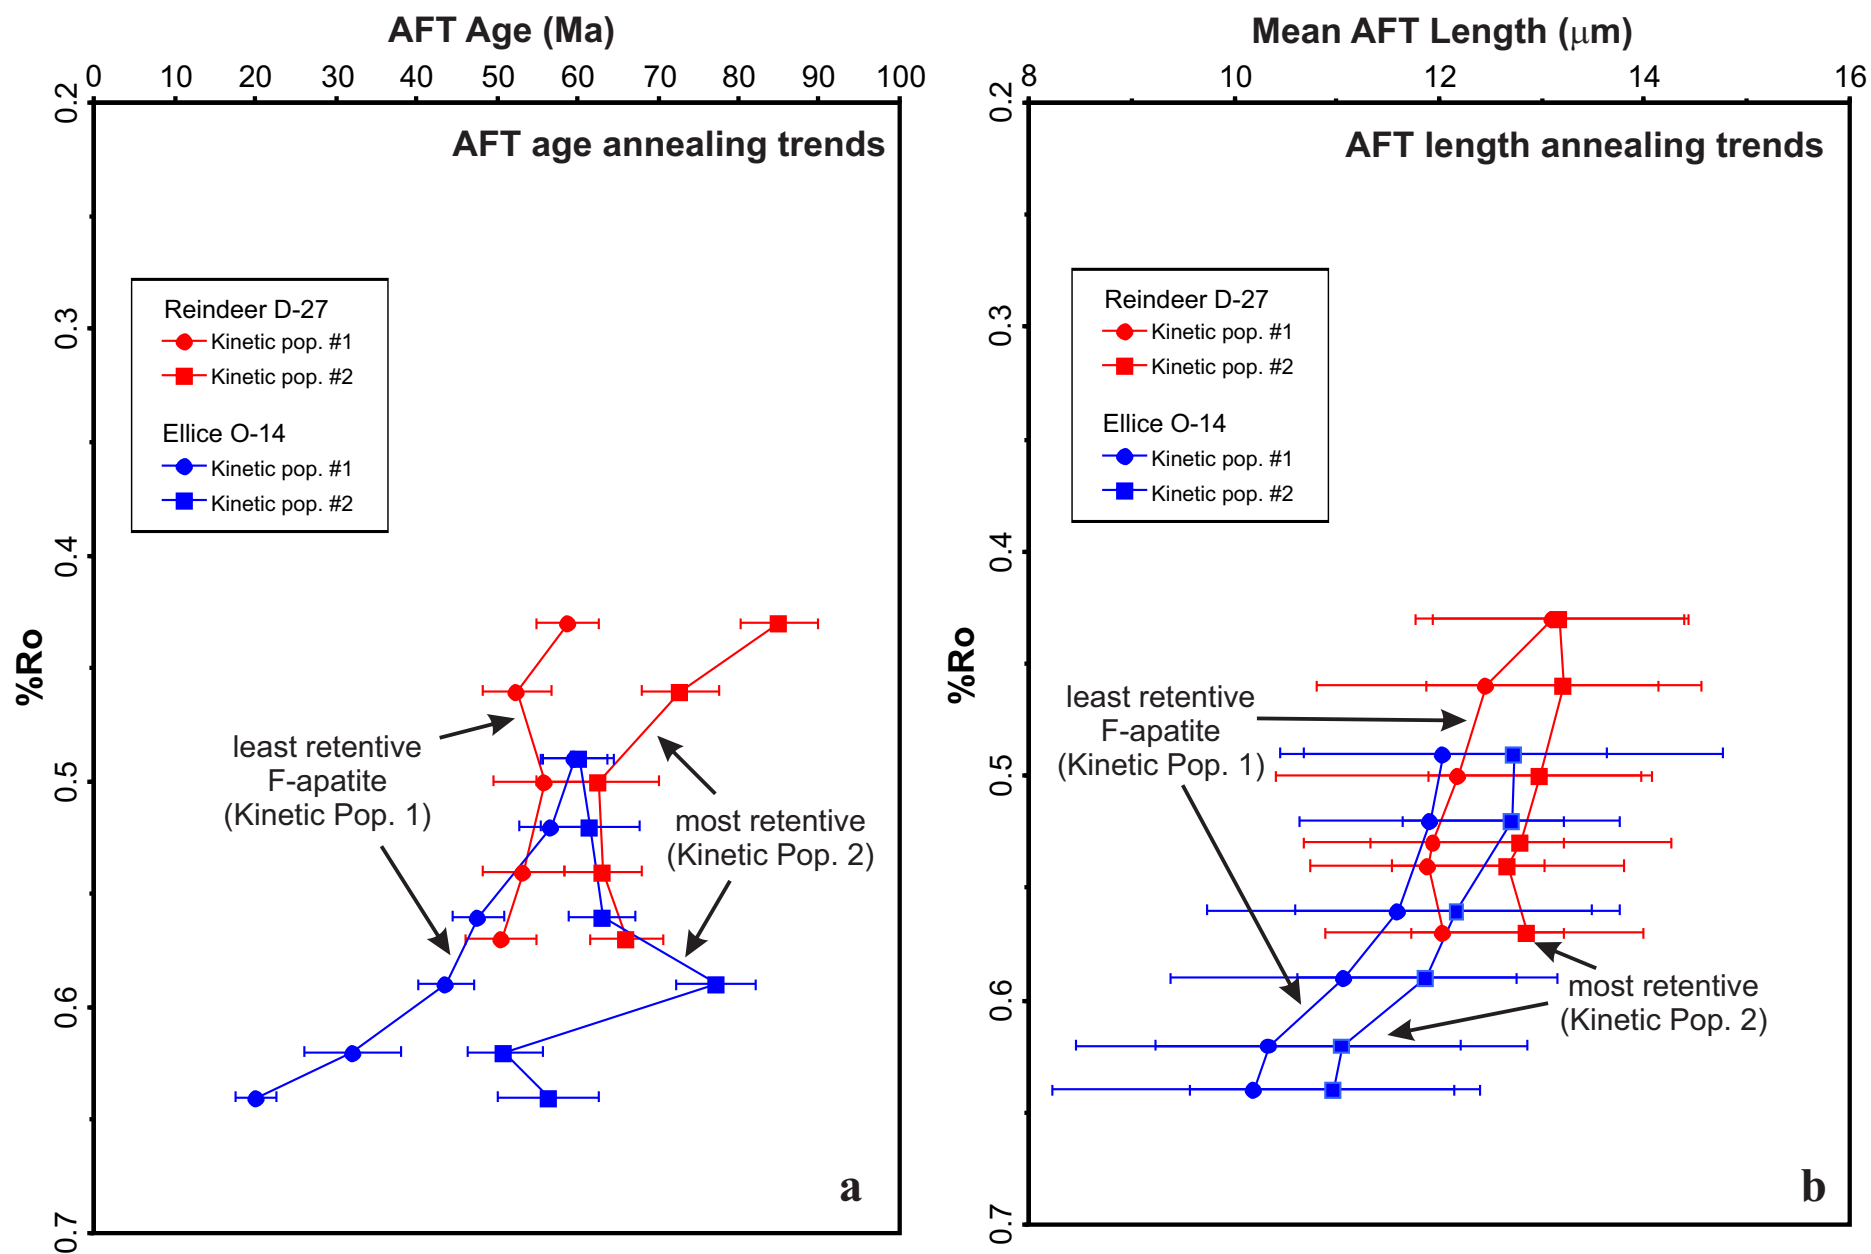 AFT Age (Ma)
0 10 20 30 40 50 60 70 80 90 100
AFT age annealing trends
0.2
0.3
0.4
0.5
0.6
0.7
%Ro
Reindeer D-27
Kinetic pop. #1
Kinetic pop. #2
Ellice O-14
Kinetic pop. #1
Kinetic pop. #2
least retentive
F-apatite
(Kinetic Pop. 1)
most retentive
(Kinetic Pop. 2)
a
Mean AFT Length (μm)
8 10 12 14 16
AFT length annealing trends
0.2
0.3
0.4
0.5
0.6
0.7
%Ro
Reindeer D-27
Kinetic pop. #1
Kinetic pop. #2
Ellice O-14
Kinetic pop. #1
Kinetic pop. #2
least retentive
F-apatite
(Kinetic Pop. 1)
most retentive
(Kinetic Pop. 2)
b